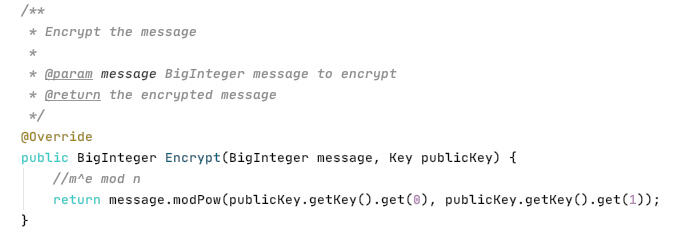 /**
 * Encrypt the message
 *
 * @param message BigInteger message to encrypt
 * @return the encrypted message
 */
@Override
public BigInteger Encrypt(BigInteger message, Key publicKey) {
    //m^e mod n
    return message.modPow(publicKey.getKey().get(0), publicKey.getKey().get(1));
}